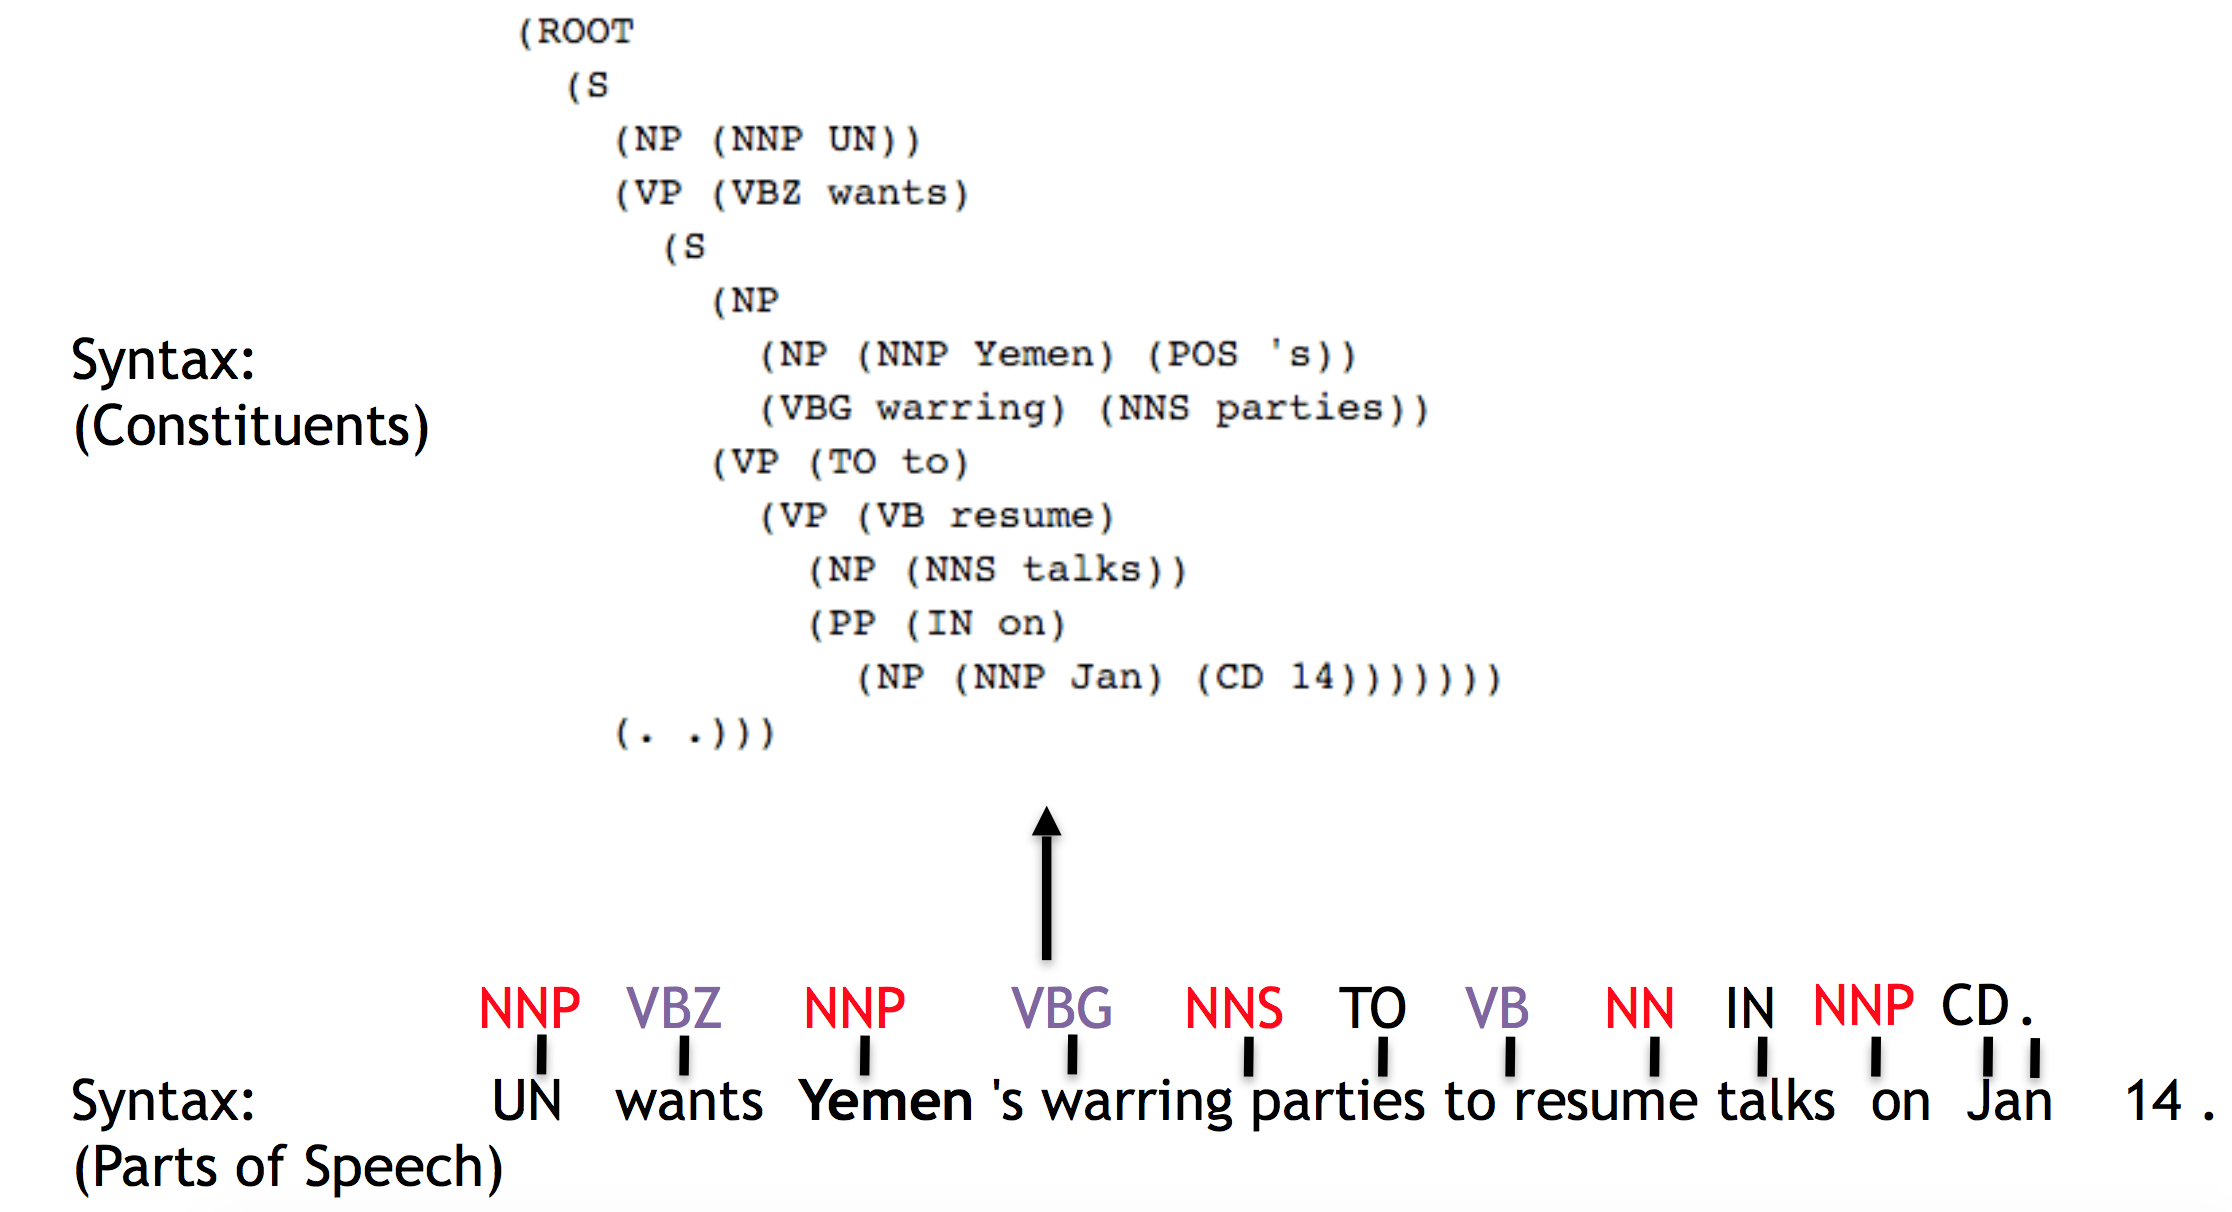 (ROOT
(S
(NP (NNP UN))
(VP (VBZ wants)
(S
(NP
(NP (NNP Yemen) (POS 's))
(VBG warring) (NNS parties))
(VP (TO to)
(VP (VB resume)
(NP (NNS talks))
(PP (IN on)
(NP (NNP Jan) (CD 14)))))))
(. .)))
Syntax:
(Constituents)
NNP VBZ NNP VBG NNS TO VB NN IN NNP CD .
UN wants Yemen 's warring parties to resume talks on Jan 14 .
Syntax:
(Parts of Speech)